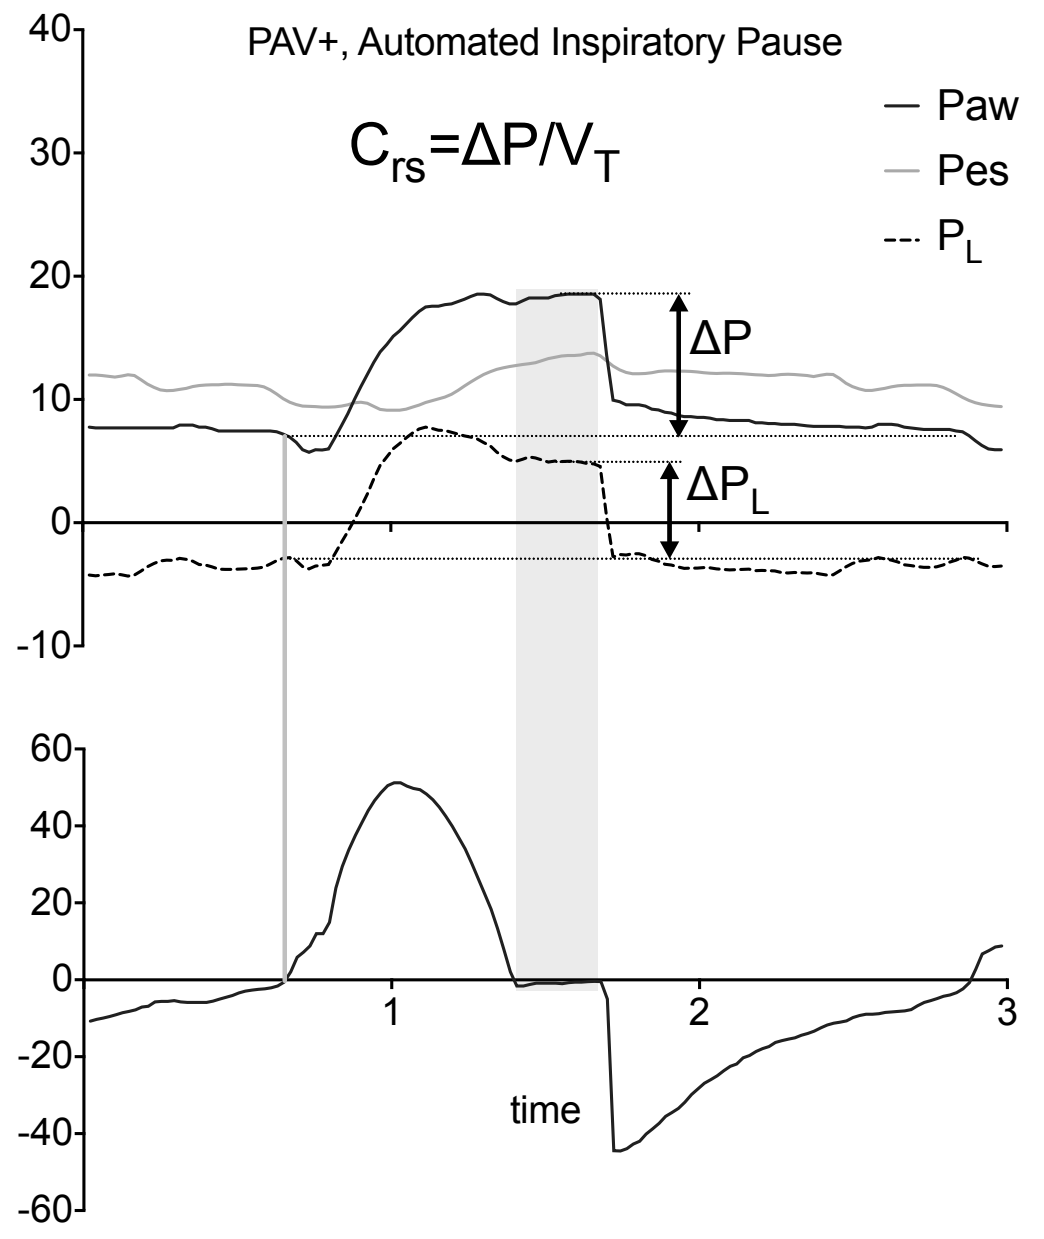 40
PAV+, Automated Inspiratory Pause
Paw
30
Crs=ΔP/VT
Pes
PL
20
ΔP
10
ΔPL
0
-10
60
40
20
0
1 2 3
-20
time
-40
-60